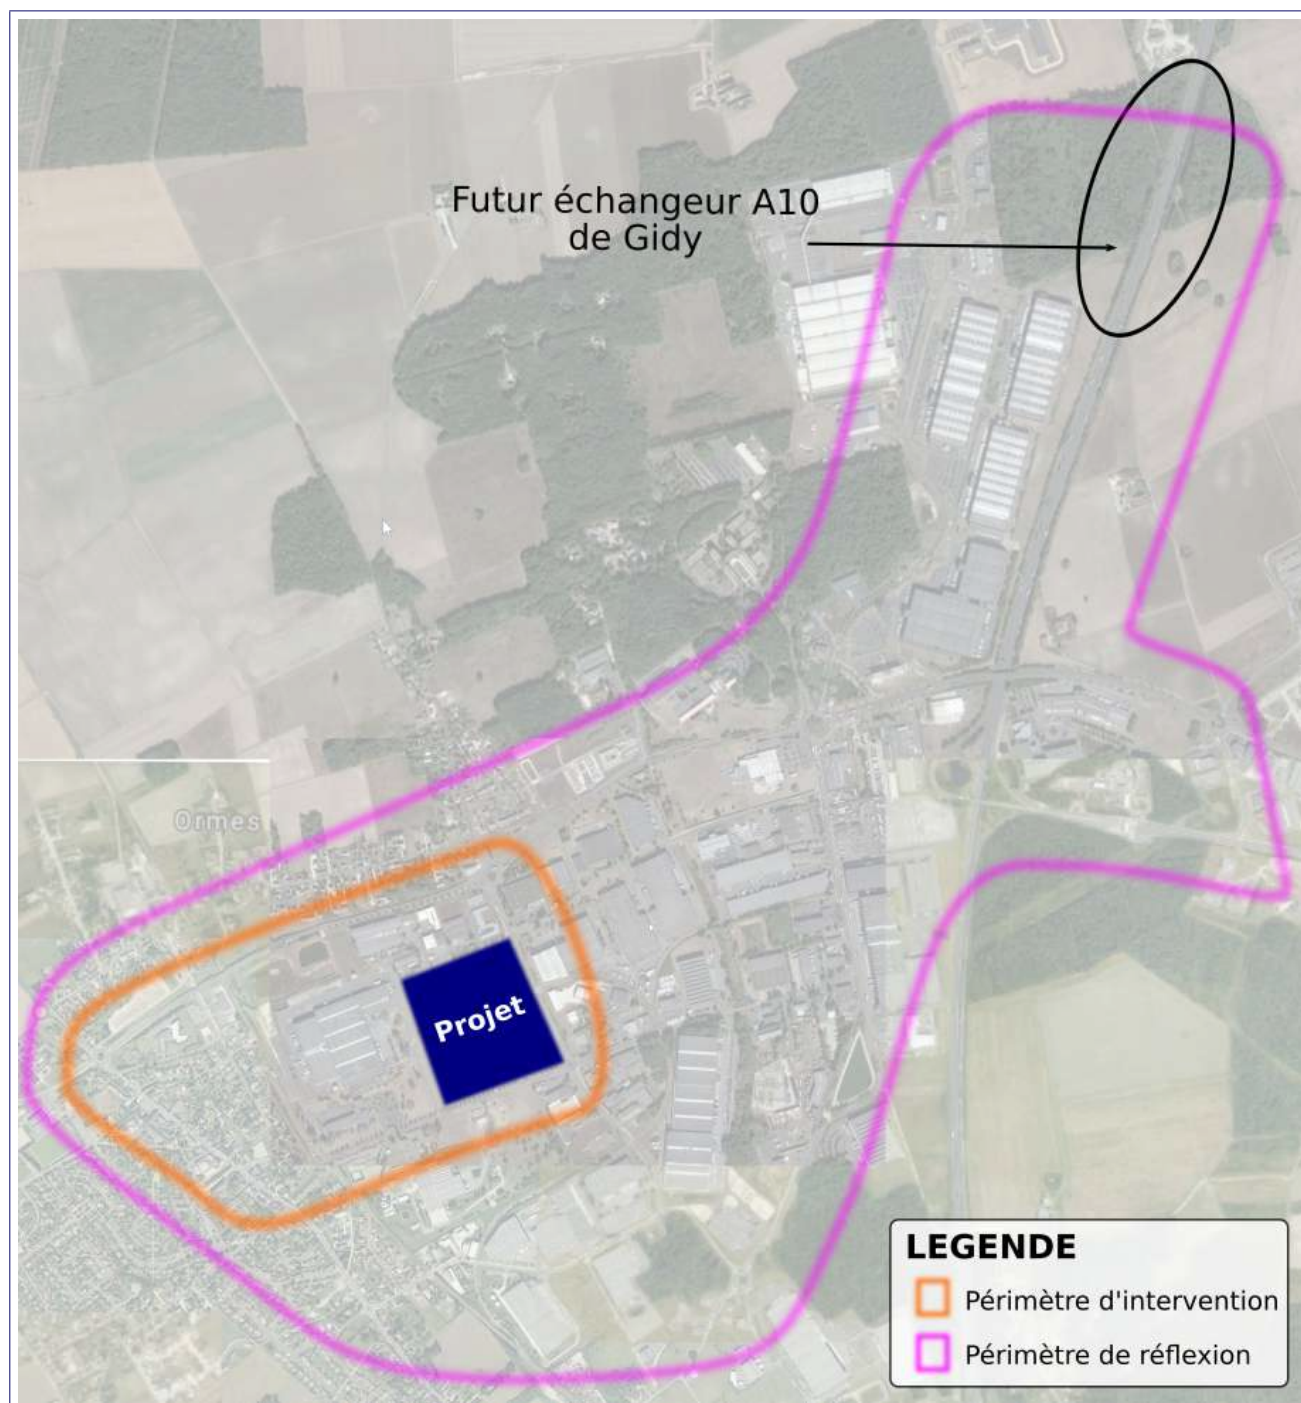 Futur échangeur A10
de Gidy
Ormes
Projet
LEGENDE
Périmètre d'intervention
Périmètre de réflexion